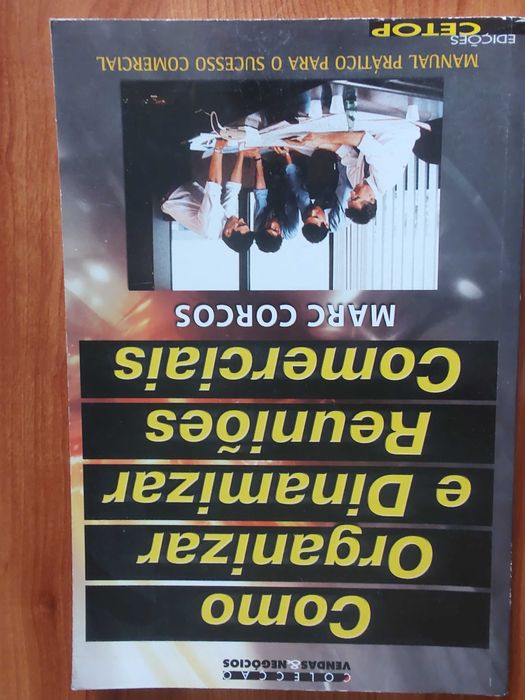 COLECÇÃO
VENDAS & NEGÓCIOS
Como
Organizar
e Dinamizar
Reuniões
Comerciais
MARC CORCOS
MANUAL PRÁTICO PARA O SUCESSO COMERCIAL
EDIÇÕES
CETOP